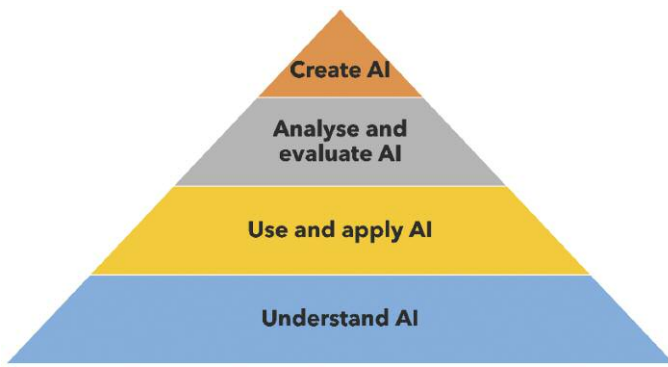 Create AI
Analyse and
evaluate AI
Use and apply AI
Understand AI